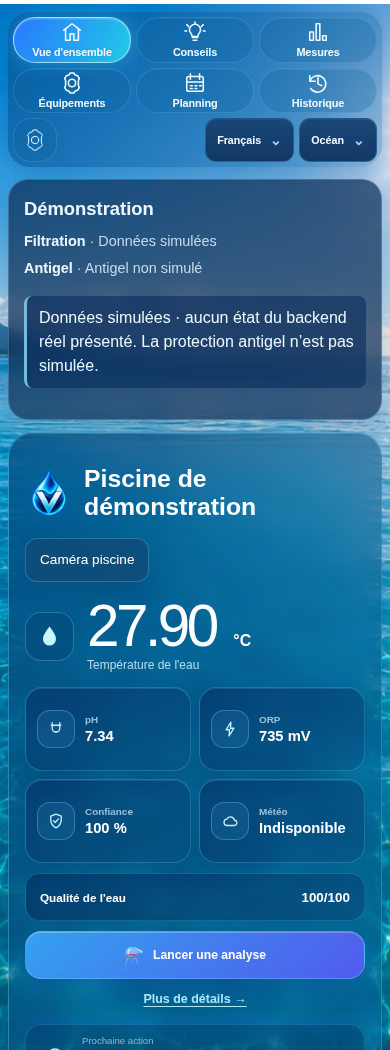 Vue d'ensemble
Conseils
Mesures
Équipements
Planning
Historique
Français
Océan
Démonstration
Filtration · Données simulées
Antigel · Antigel non simulé
Données simulées · aucun état du backend
réel présenté. La protection antigel n’est pas
simulée.
Piscine de
démonstration
Caméra piscine
27.90 °C
Température de l'eau
pH
7.34
ORP
735 mV
Confiance
100 %
Météo
Indisponible
Qualité de l'eau
100/100
Lancer une analyse
Plus de détails →
Prochaine action